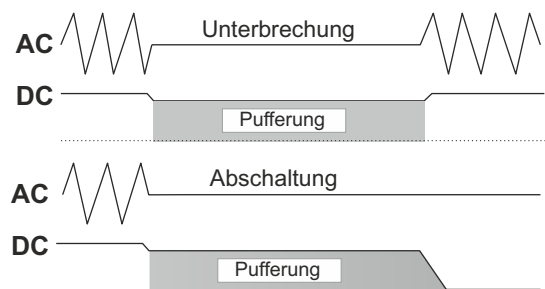 AC Unterbrechung
DC
Pufferung
AC Abschaltung
DC
Pufferung